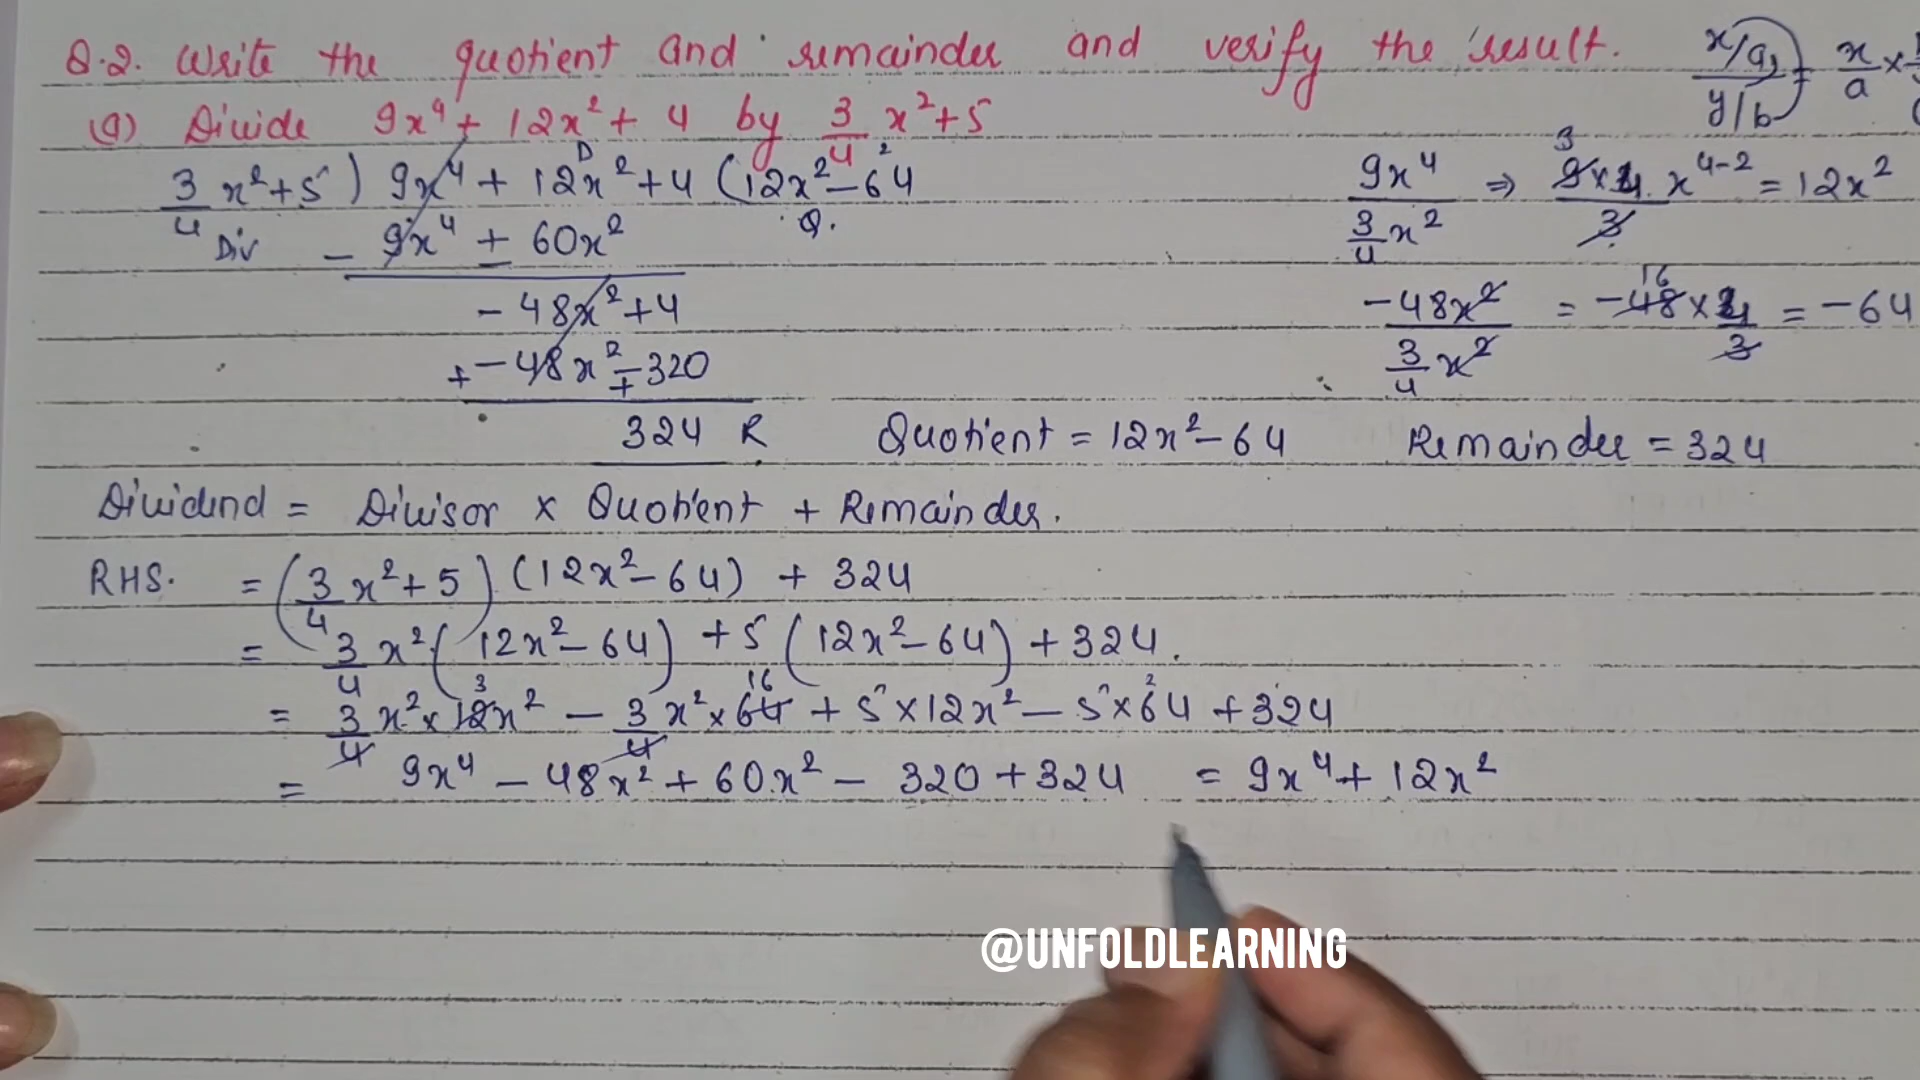 Q.2. Write the quotient and remainder and verify the result.
x/a / y/b = x/a ×
(a) Divide 9x⁴ + 12x² + 4 by 3/4 x² + 5
3/4 x² + 5 ) 9x⁴ + 12x² + 4 ( 12x² - 64
Div D Q.
- 9x⁴ + 60x²
-
- 48x² + 4
- 48x² - 320
+ +
324 R
9x⁴ / 3/4 x² ⇒ 9×4/3 . x⁴⁻² = 12x²
3
-48x² / 3/4 x² = -48×4/3 = -64
16
Quotient = 12x² - 64 Remainder = 324
Dividend = Divisor × Quotient + Remainder.
RHS. = (3/4 x² + 5) (12x² - 64) + 324
= 3/4 x² (12x² - 64) + 5 (12x² - 64) + 324.
= 3/4 x² × 12x² - 3/4 x² × 64 + 5 × 12x² - 5 × 64 + 324
= 9x⁴ - 48x² + 60x² - 320 + 324 = 9x⁴ + 12x²
@UNFOLDLEARNING